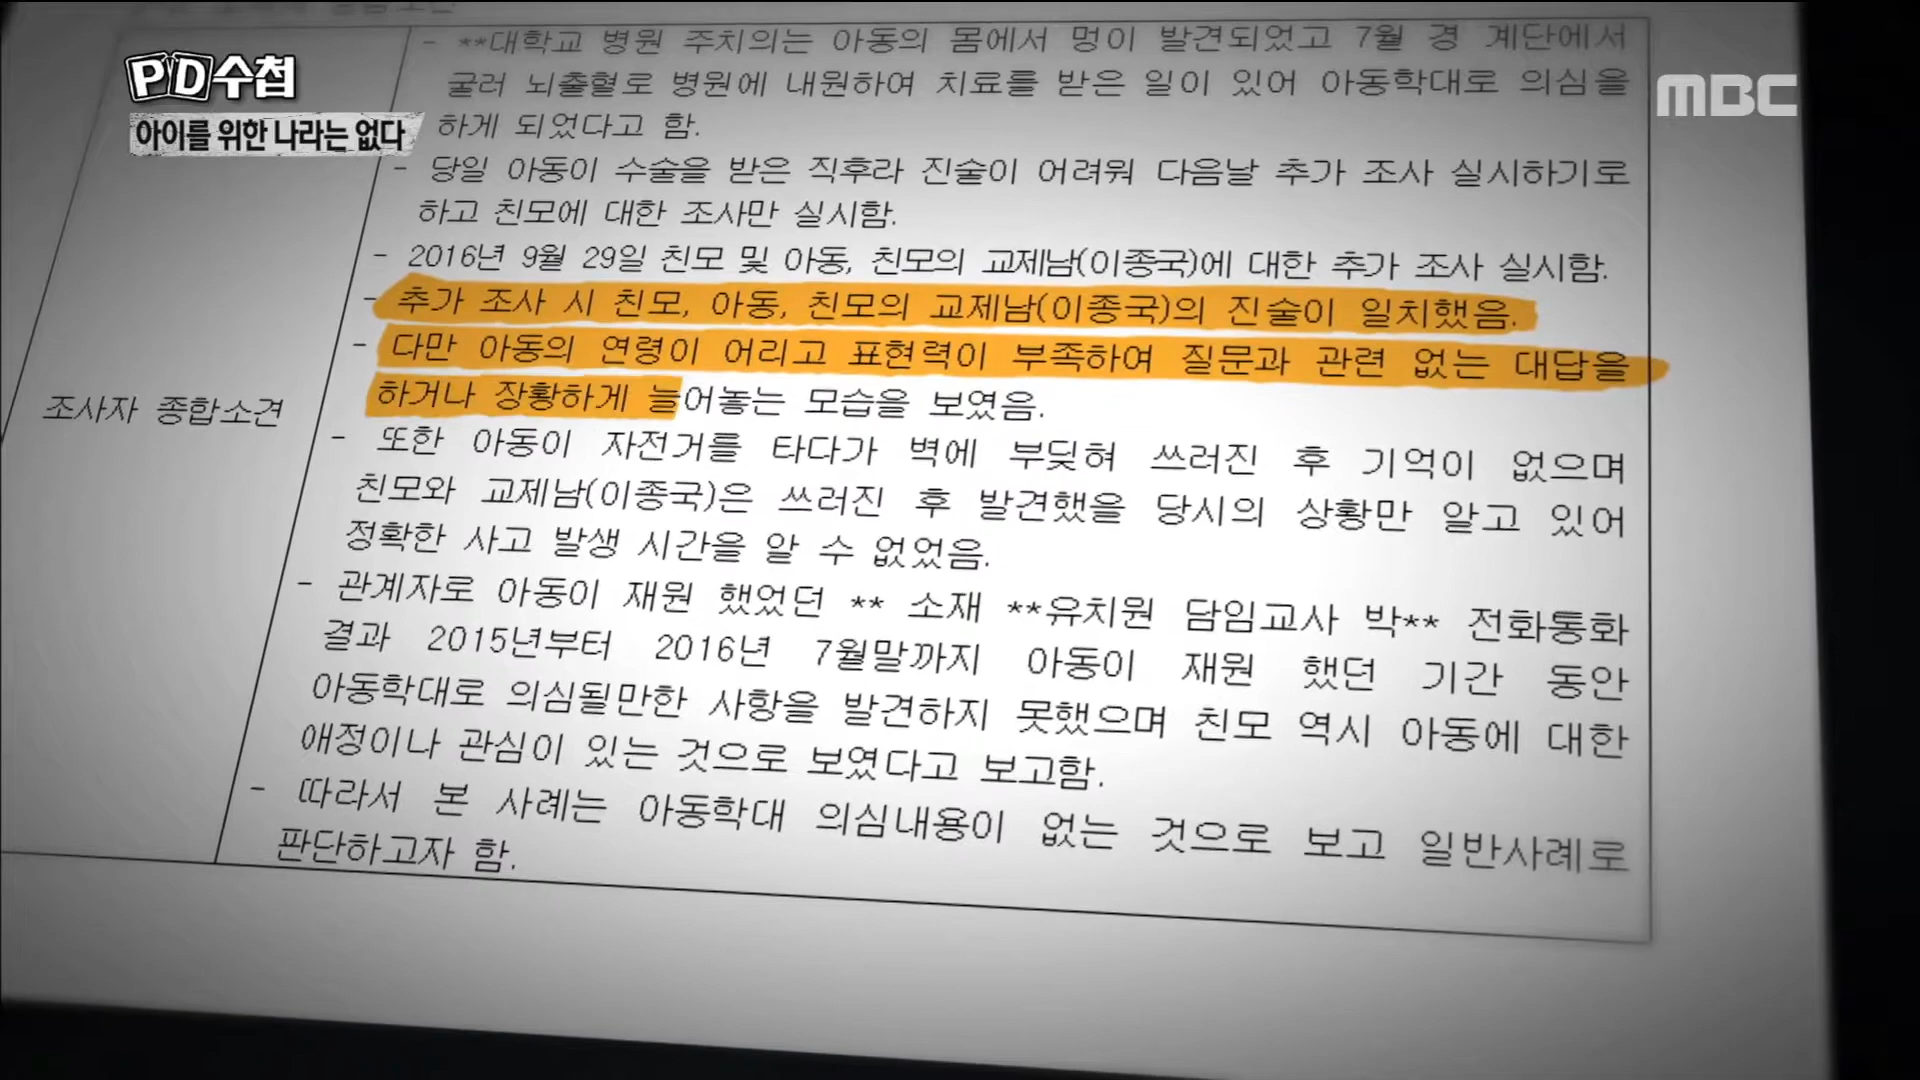 PD수첩
아이를 위한 나라는 없다
MBC
- **대학교 병원 주치의는 아동의 몸에서 멍이 발견되었고 7월 경 계단에서
굴러 뇌출혈로 병원에 내원하여 치료를 받은 일이 있어 아동학대로 의심을
하게 되었다고 함.
- 당일 아동이 수술을 받은 직후라 진술이 어려워 다음날 추가 조사 실시하기로
하고 친모에 대한 조사만 실시함.
- 2016년 9월 29일 친모 및 아동, 친모의 교제남(이종국)에 대한 추가 조사 실시함.
- 추가 조사 시 친모, 아동, 친모의 교제남(이종국)의 진술이 일치했음.
- 다만 아동의 연령이 어리고 표현력이 부족하여 질문과 관련 없는 대답을
하거나 장황하게 늘어놓는 모습을 보였음.
조사자 종합소견
- 또한 아동이 자전거를 타다가 벽에 부딪혀 쓰러진 후 기억이 없으며
친모와 교제남(이종국)은 쓰러진 후 발견했을 당시의 상황만 알고 있어
정확한 사고 발생 시간을 알 수 없었음.
- 관계자로 아동이 재원 했었던 ** 소재 **유치원 담임교사 박** 전화통화
결과 2015년부터 2016년 7월말까지 아동이 재원 했던 기간 동안
아동학대로 의심될만한 사항을 발견하지 못했으며 친모 역시 아동에 대한
애정이나 관심이 있는 것으로 보였다고 보고함.
- 따라서 본 사례는 아동학대 의심내용이 없는 것으로 보고 일반사례로
판단하고자 함.